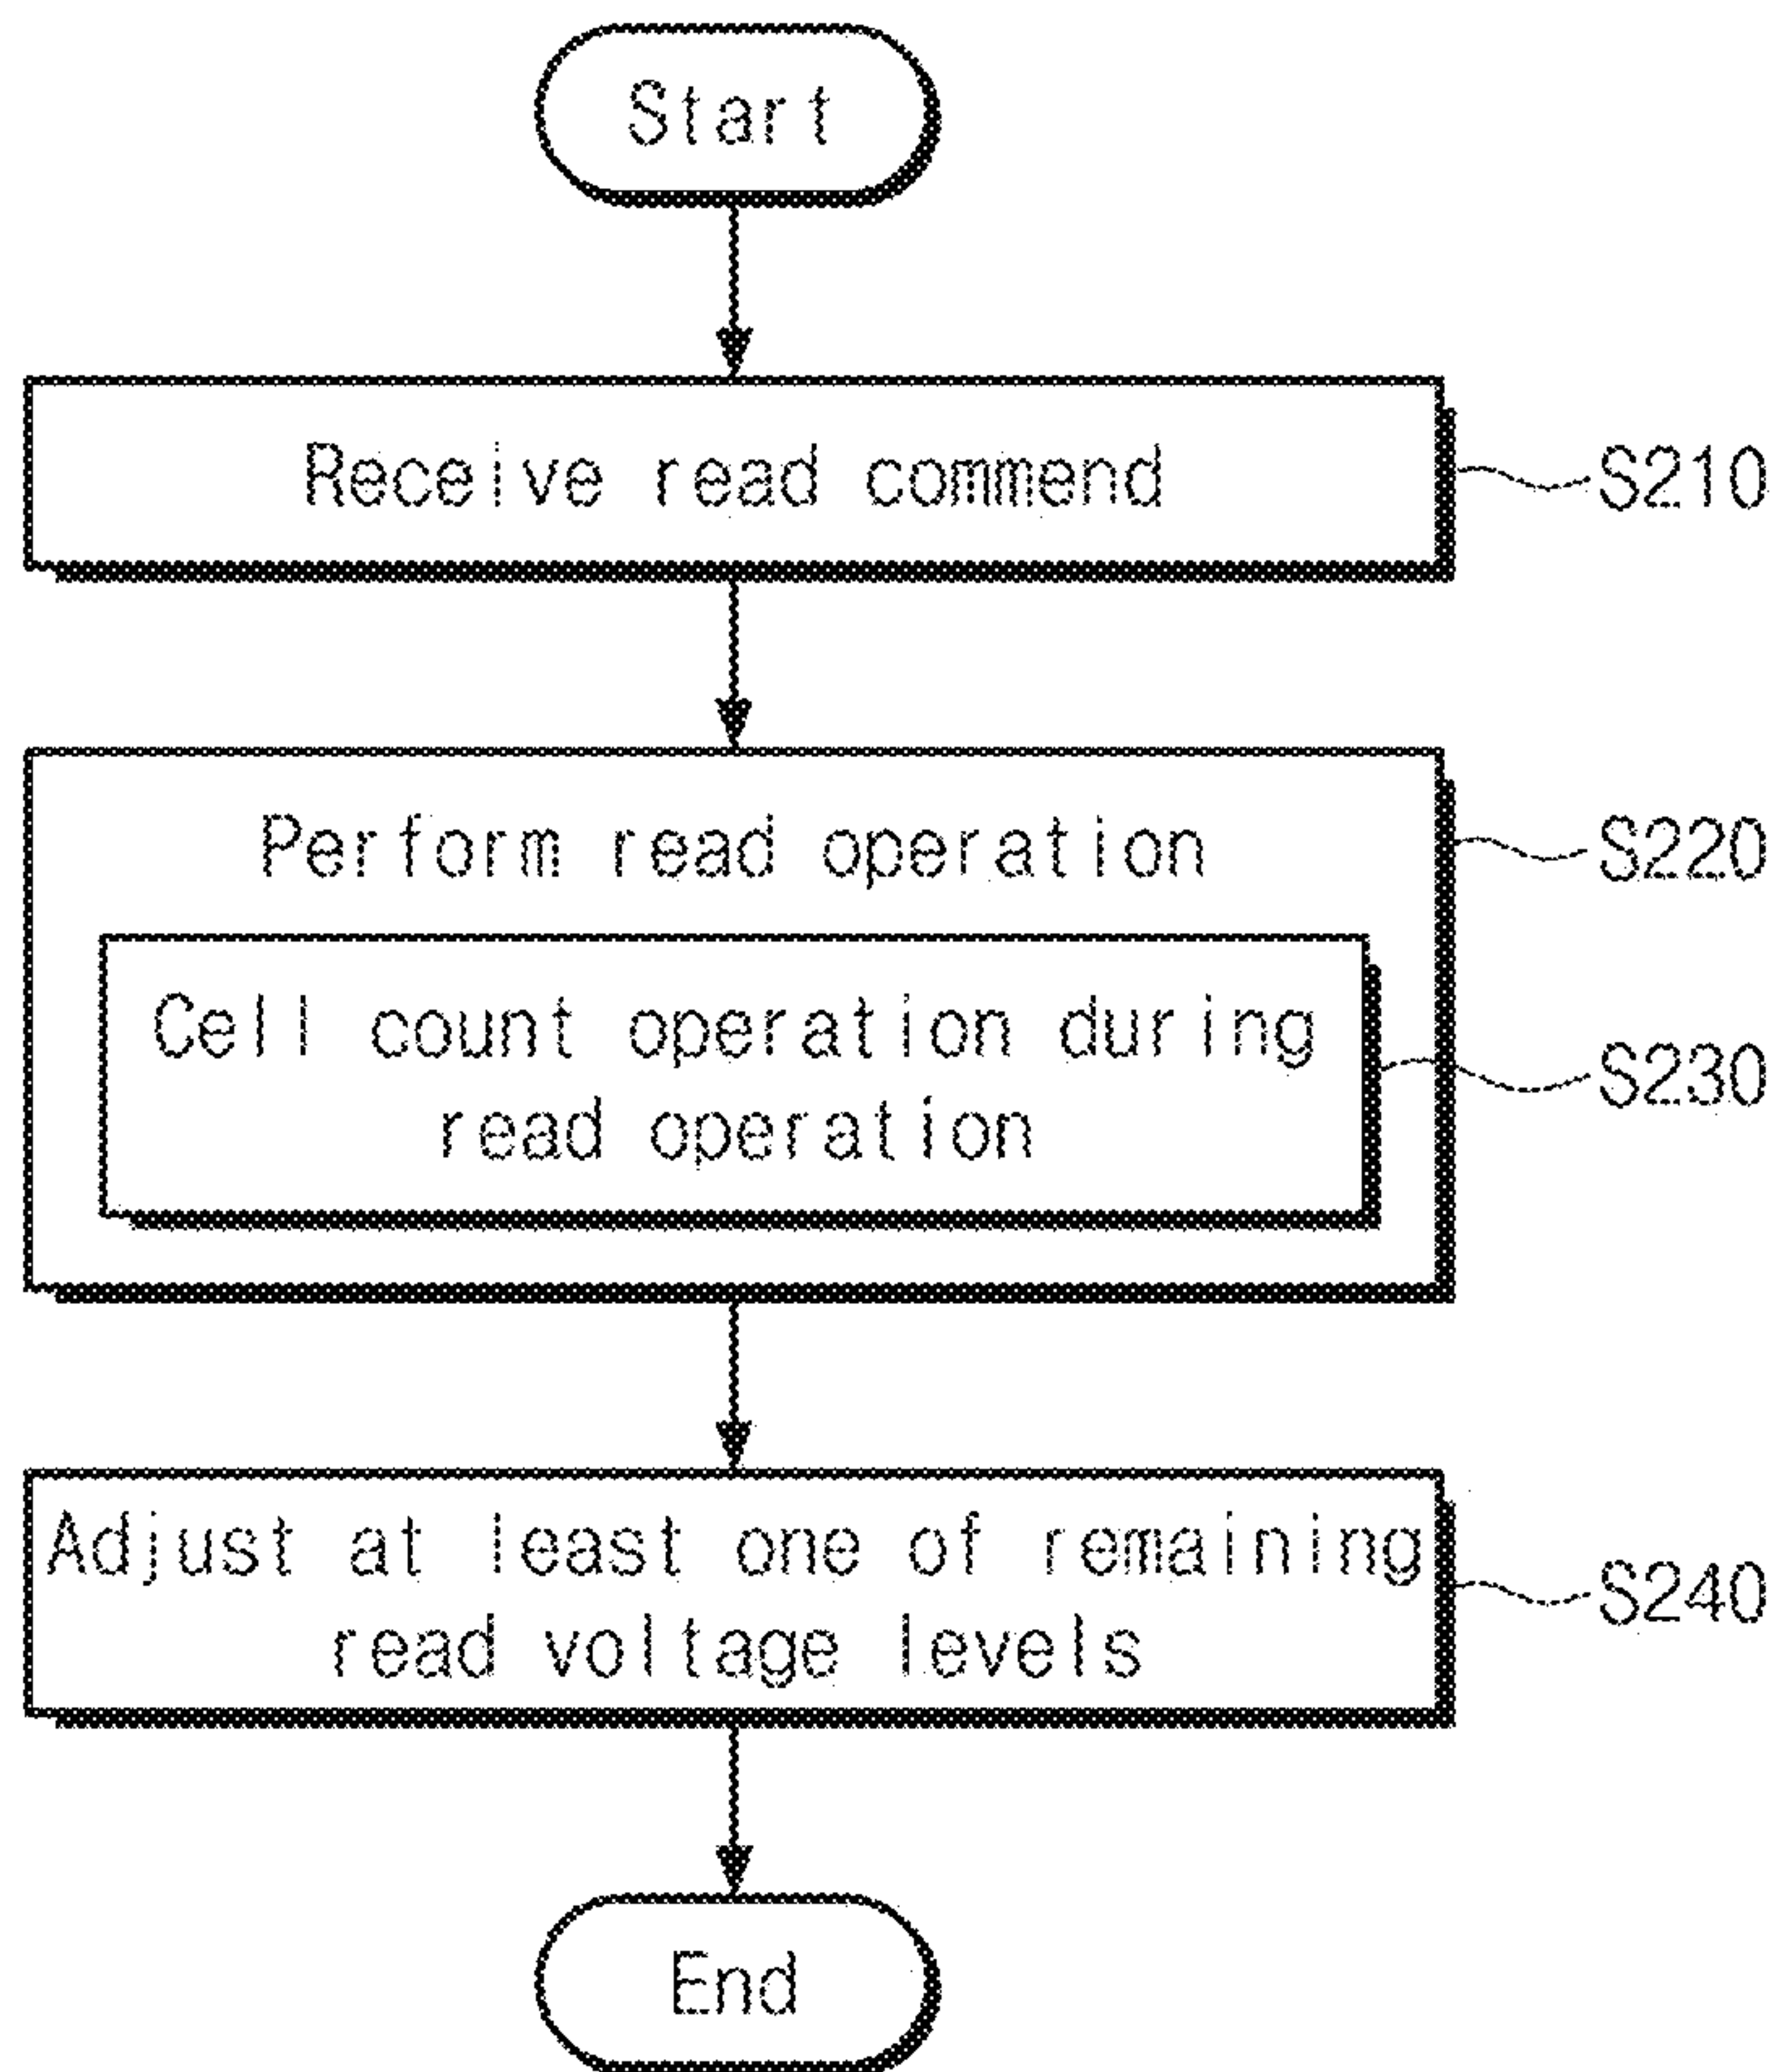 Start
Receive read commend
S210
Perform read operation
S220
Cell count operation during
read operation
S230
Adjust at least one of remaining
read voltage levels
S240
End